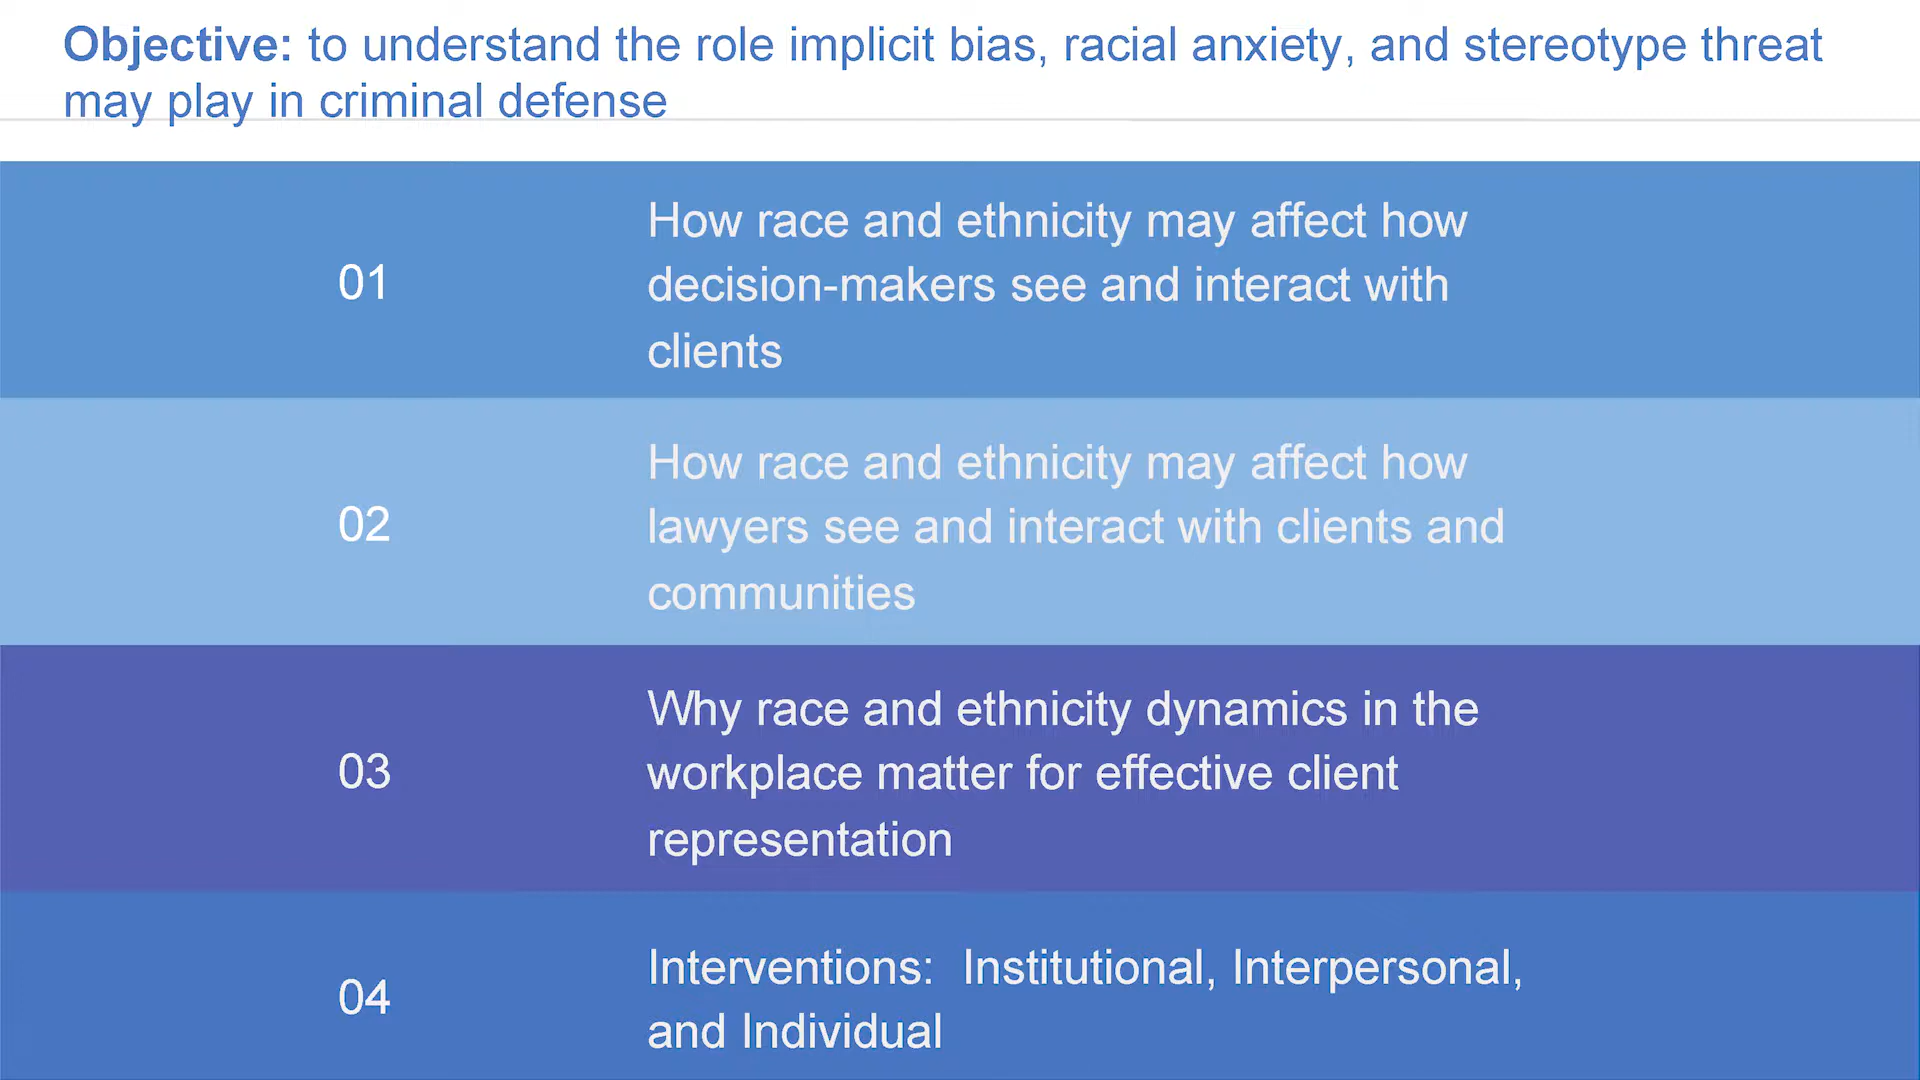 Objective: to understand the role implicit bias, racial anxiety, and stereotype threat
may play in criminal defense
01
How race and ethnicity may affect how
decision-makers see and interact with
clients
02
How race and ethnicity may affect how
lawyers see and interact with clients and
communities
03
Why race and ethnicity dynamics in the
workplace matter for effective client
representation
04
Interventions:  Institutional, Interpersonal,
and Individual